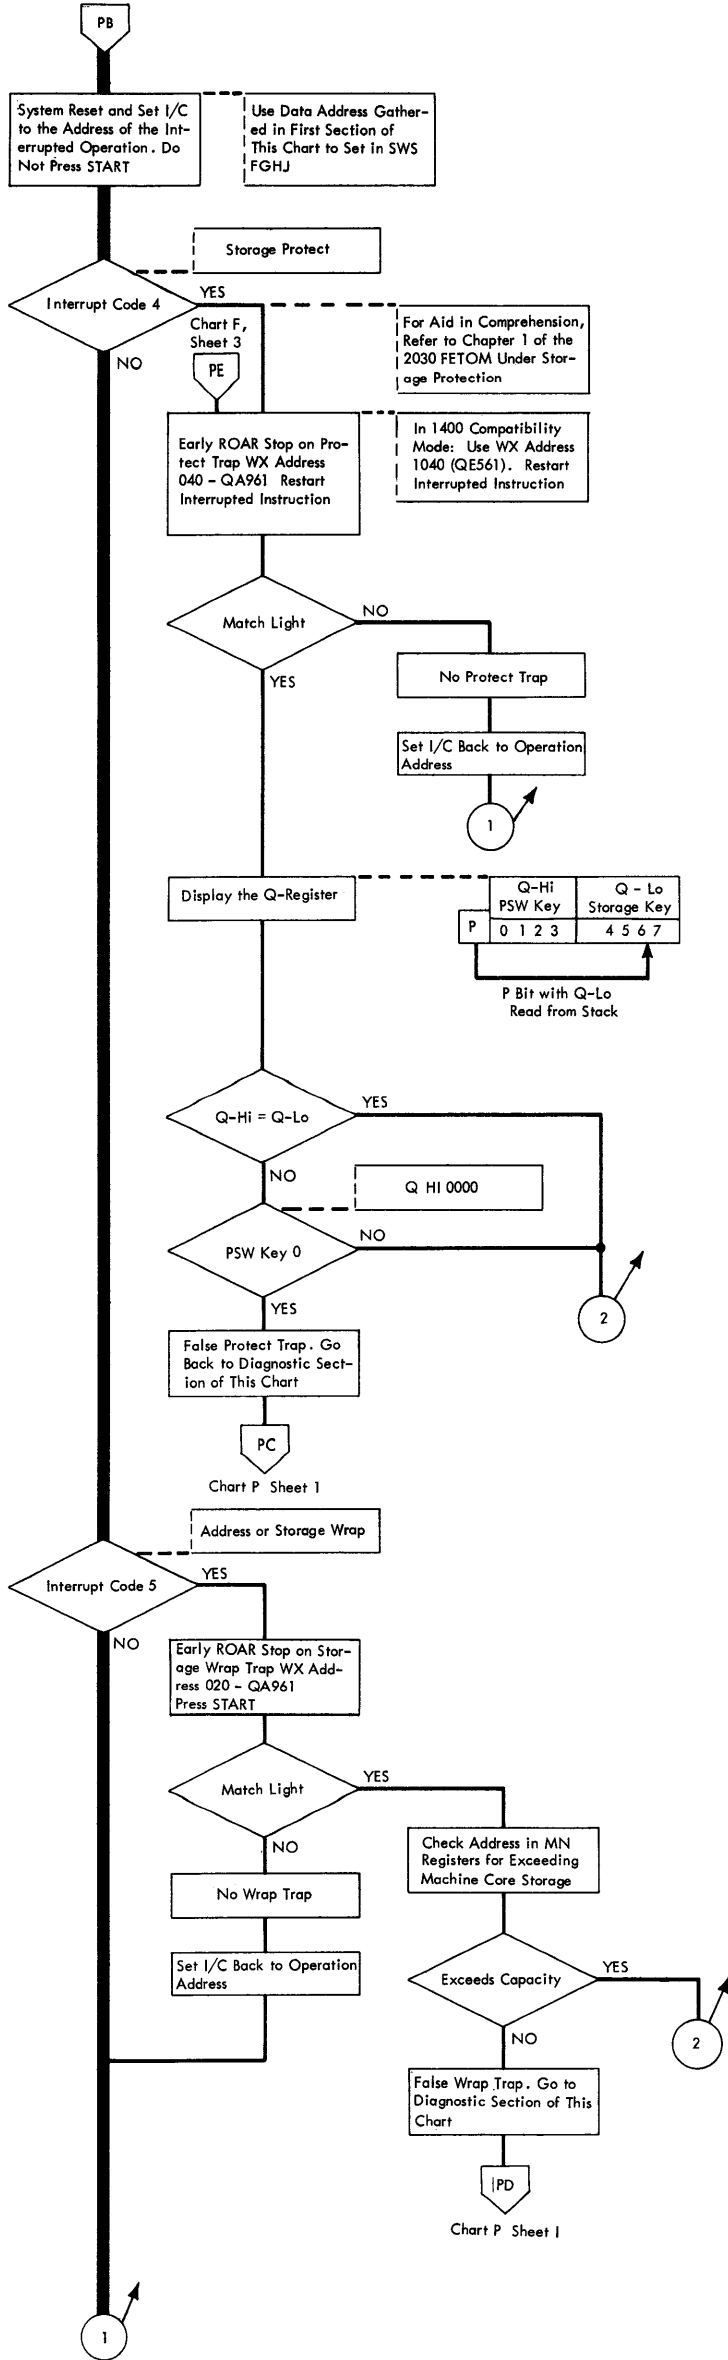 PB
System Reset and Set I/C
to the Address of the Int-
errupted Operation. Do
Not Press START
Use Data Address Gather-
ed in First Section of
This Chart to Set in SWS
FGHJ
Storage Protect
Interrupt Code 4
YES
NO
Chart F,
Sheet 3
PE
For Aid in Comprehension,
Refer to Chapter 1 of the
2030 FETOM Under Stor-
age Protection
Early ROAR Stop on Pro-
tect Trap WX Address
040 - QA961 Restart
Interrupted Instruction
In 1400 Compatibility
Mode: Use WX Address
1040 (QE561). Restart
Interrupted Instruction
Match Light
NO
YES
No Protect Trap
Set I/C Back to Operation
Address
1
Display the Q-Register
Q-Hi
PSW Key
Q - Lo
Storage Key
P
0 1 2 3
4 5 6 7
P Bit with Q-Lo
Read from Stack
Q-Hi = Q-Lo
YES
NO
Q HI 0000
PSW Key 0
NO
YES
2
False Protect Trap. Go
Back to Diagnostic Sect-
ion of This Chart
PC
Chart P Sheet 1
Address or Storage Wrap
Interrupt Code 5
YES
NO
Early ROAR Stop on Stor-
age Wrap Trap WX Add-
ress 020 - QA961
Press START
Match Light
YES
NO
Check Address in MN
Registers for Exceeding
Machine Core Storage
No Wrap Trap
Set I/C Back to Operation
Address
Exceeds Capacity
YES
NO
2
False Wrap Trap. Go to
Diagnostic Section of This
Chart
PD
Chart P Sheet 1
1